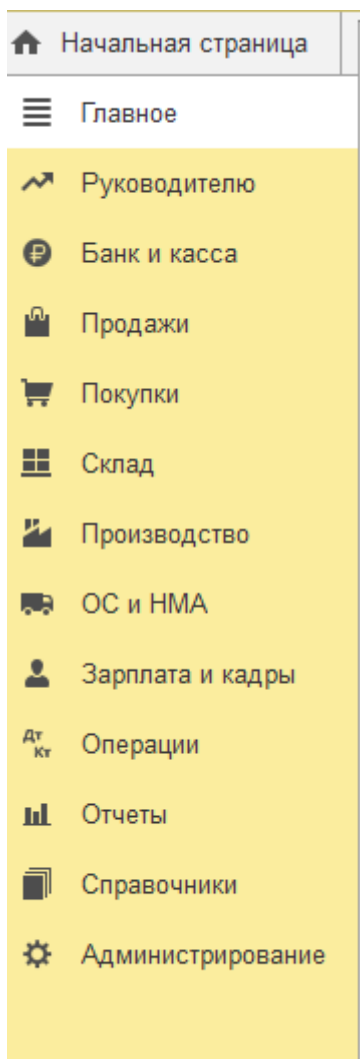 Начальная страница
Главное
Руководителю
Банк и касса
Продажи
Покупки
Склад
Производство
ОС и НМА
Зарплата и кадры
Дт Кт Операции
Отчеты
Справочники
Администрирование